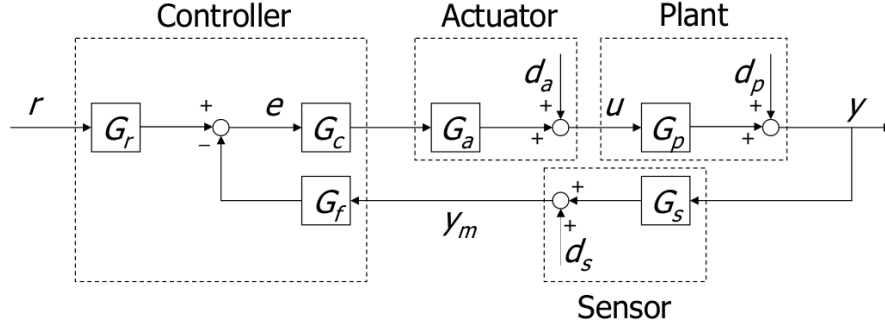 Controller
Actuator
Plant
r
G_r
+
−
e
G_c
G_a
d_a
+
+
u
G_p
d_p
+
+
y
G_f
y_m
+
+
d_s
G_s
Sensor